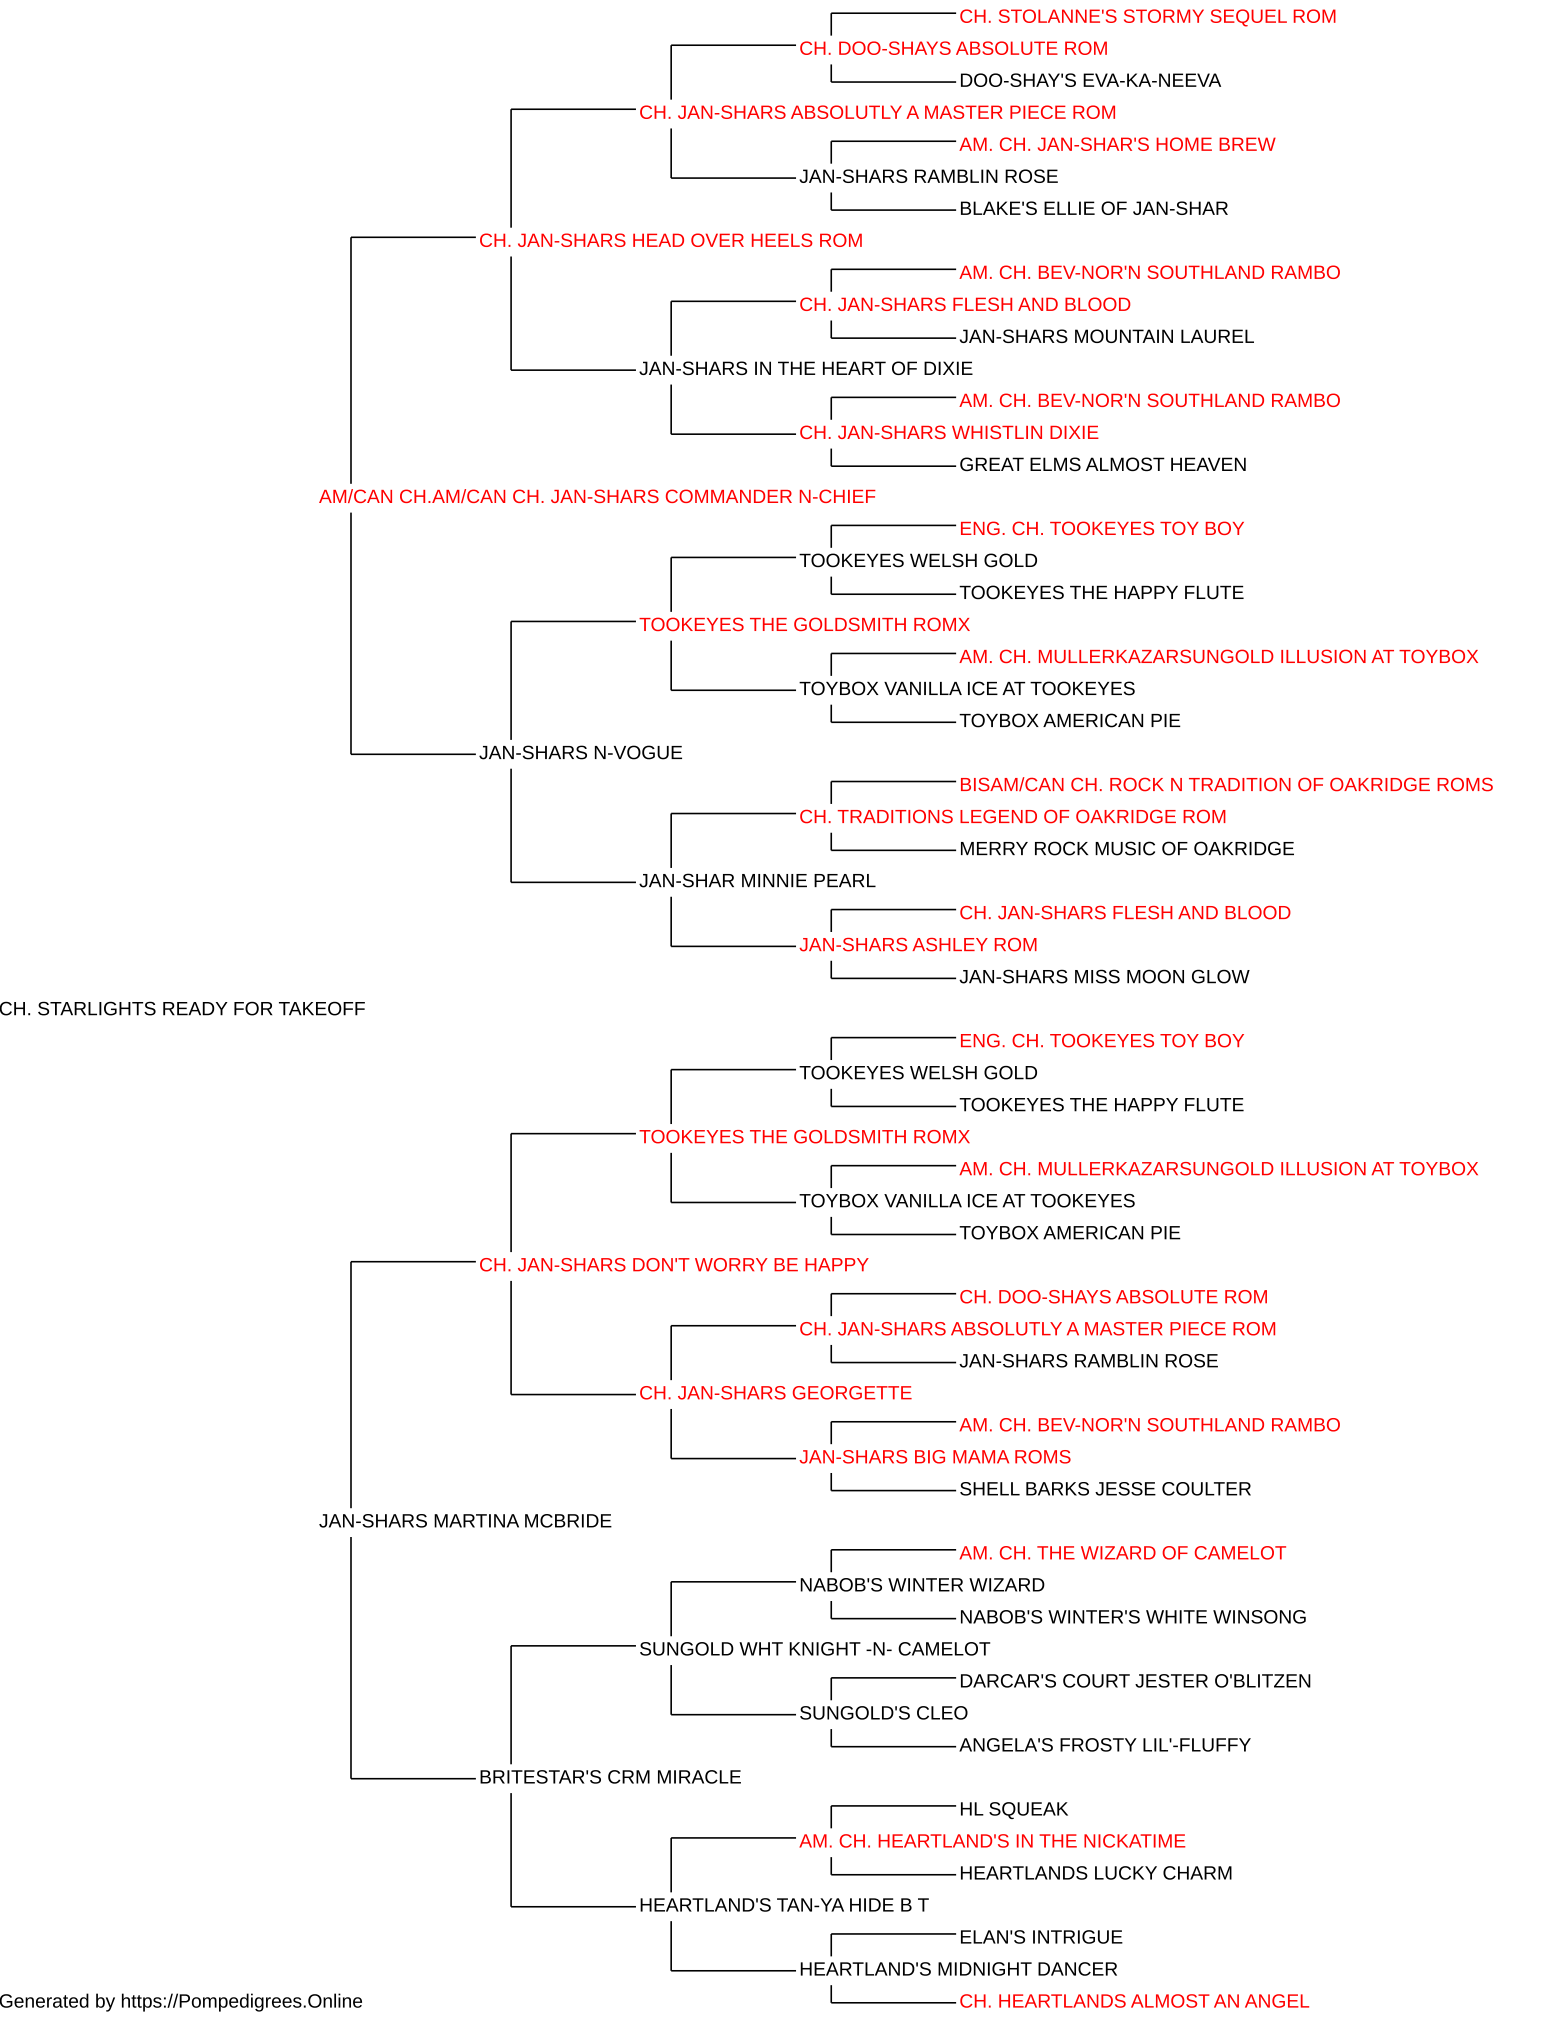 CH. STOLANNE'S STORMY SEQUEL ROM
CH. DOO-SHAYS ABSOLUTE ROM
DOO-SHAY'S EVA-KA-NEEVA
CH. JAN-SHARS ABSOLUTLY A MASTER PIECE ROM
AM. CH. JAN-SHAR'S HOME BREW
JAN-SHARS RAMBLIN ROSE
BLAKE'S ELLIE OF JAN-SHAR
CH. JAN-SHARS HEAD OVER HEELS ROM
AM. CH. BEV-NOR'N SOUTHLAND RAMBO
CH. JAN-SHARS FLESH AND BLOOD
JAN-SHARS MOUNTAIN LAUREL
JAN-SHARS IN THE HEART OF DIXIE
AM. CH. BEV-NOR'N SOUTHLAND RAMBO
CH. JAN-SHARS WHISTLIN DIXIE
GREAT ELMS ALMOST HEAVEN
AM/CAN CH.AM/CAN CH. JAN-SHARS COMMANDER N-CHIEF
ENG. CH. TOOKEYES TOY BOY
TOOKEYES WELSH GOLD
TOOKEYES THE HAPPY FLUTE
TOOKEYES THE GOLDSMITH ROMX
AM. CH. MULLERKAZARSUNGOLD ILLUSION AT TOYBOX
TOYBOX VANILLA ICE AT TOOKEYES
TOYBOX AMERICAN PIE
JAN-SHARS N-VOGUE
BISAM/CAN CH. ROCK N TRADITION OF OAKRIDGE ROMS
CH. TRADITIONS LEGEND OF OAKRIDGE ROM
MERRY ROCK MUSIC OF OAKRIDGE
JAN-SHAR MINNIE PEARL
CH. JAN-SHARS FLESH AND BLOOD
JAN-SHARS ASHLEY ROM
JAN-SHARS MISS MOON GLOW
CH. STARLIGHTS READY FOR TAKEOFF
ENG. CH. TOOKEYES TOY BOY
TOOKEYES WELSH GOLD
TOOKEYES THE HAPPY FLUTE
TOOKEYES THE GOLDSMITH ROMX
AM. CH. MULLERKAZARSUNGOLD ILLUSION AT TOYBOX
TOYBOX VANILLA ICE AT TOOKEYES
TOYBOX AMERICAN PIE
CH. JAN-SHARS DON'T WORRY BE HAPPY
CH. DOO-SHAYS ABSOLUTE ROM
CH. JAN-SHARS ABSOLUTLY A MASTER PIECE ROM
JAN-SHARS RAMBLIN ROSE
CH. JAN-SHARS GEORGETTE
AM. CH. BEV-NOR'N SOUTHLAND RAMBO
JAN-SHARS BIG MAMA ROMS
SHELL BARKS JESSE COULTER
JAN-SHARS MARTINA MCBRIDE
AM. CH. THE WIZARD OF CAMELOT
NABOB'S WINTER WIZARD
NABOB'S WINTER'S WHITE WINSONG
SUNGOLD WHT KNIGHT -N- CAMELOT
DARCAR'S COURT JESTER O'BLITZEN
SUNGOLD'S CLEO
ANGELA'S FROSTY LIL'-FLUFFY
BRITESTAR'S CRM MIRACLE
HL SQUEAK
AM. CH. HEARTLAND'S IN THE NICKATIME
HEARTLANDS LUCKY CHARM
HEARTLAND'S TAN-YA HIDE B T
ELAN'S INTRIGUE
HEARTLAND'S MIDNIGHT DANCER
CH. HEARTLANDS ALMOST AN ANGEL
Generated by https://Pompedigrees.Online